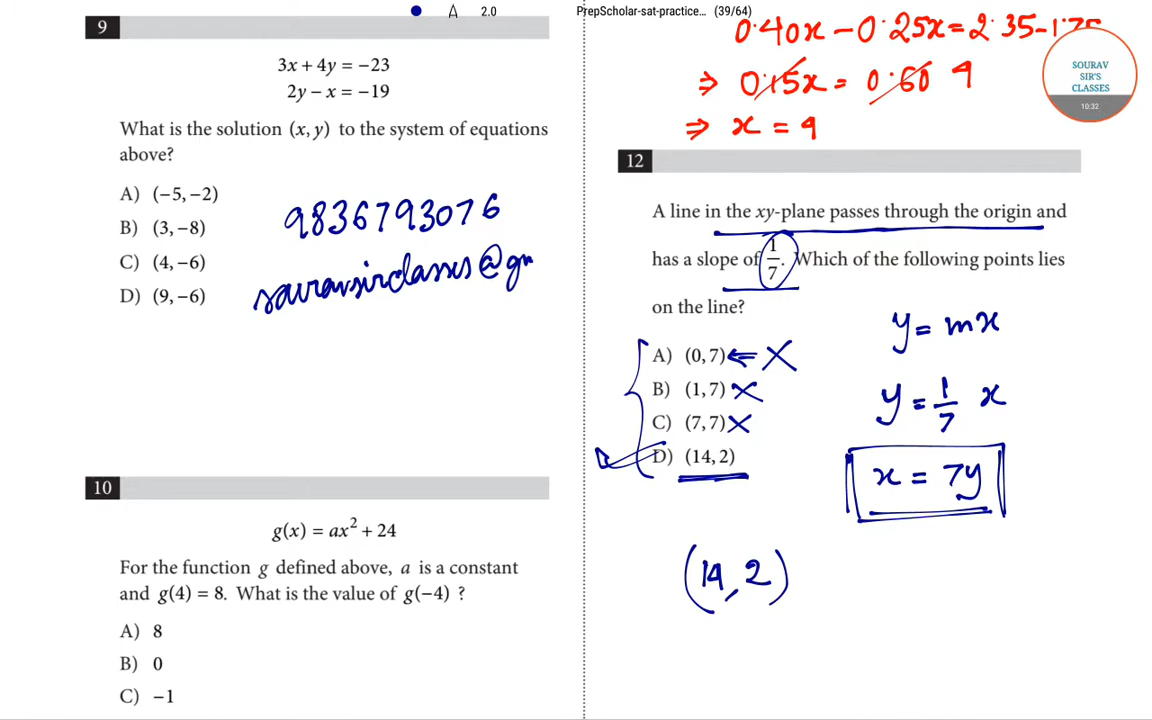 A 2.0 PrepScholar-sat-practice... (39/64)
9
3x + 4y = −23
2y − x = −19
What is the solution (x, y) to the system of equations
above?
A) (−5, −2)
B) (3, −8)
C) (4, −6)
D) (9, −6)
9836793076
souravsirclasses@gm
10
g(x) = ax² + 24
For the function g defined above, a is a constant
and g(4) = 8. What is the value of g(−4) ?
A) 8
B) 0
C) −1
0.40x − 0.25x = 2.35 − 1.75
⇒ 0.15x = 0.60 4
⇒ x = 4
SOURAV
SIR'S
CLASSES
10:32
12
A line in the xy-plane passes through the origin and
has a slope of 1/7. Which of the following points lies
on the line?
A) (0, 7)
B) (1, 7)
C) (7, 7)
D) (14, 2)
y = mx
y = 1/7 x
x = 7y
(14, 2)